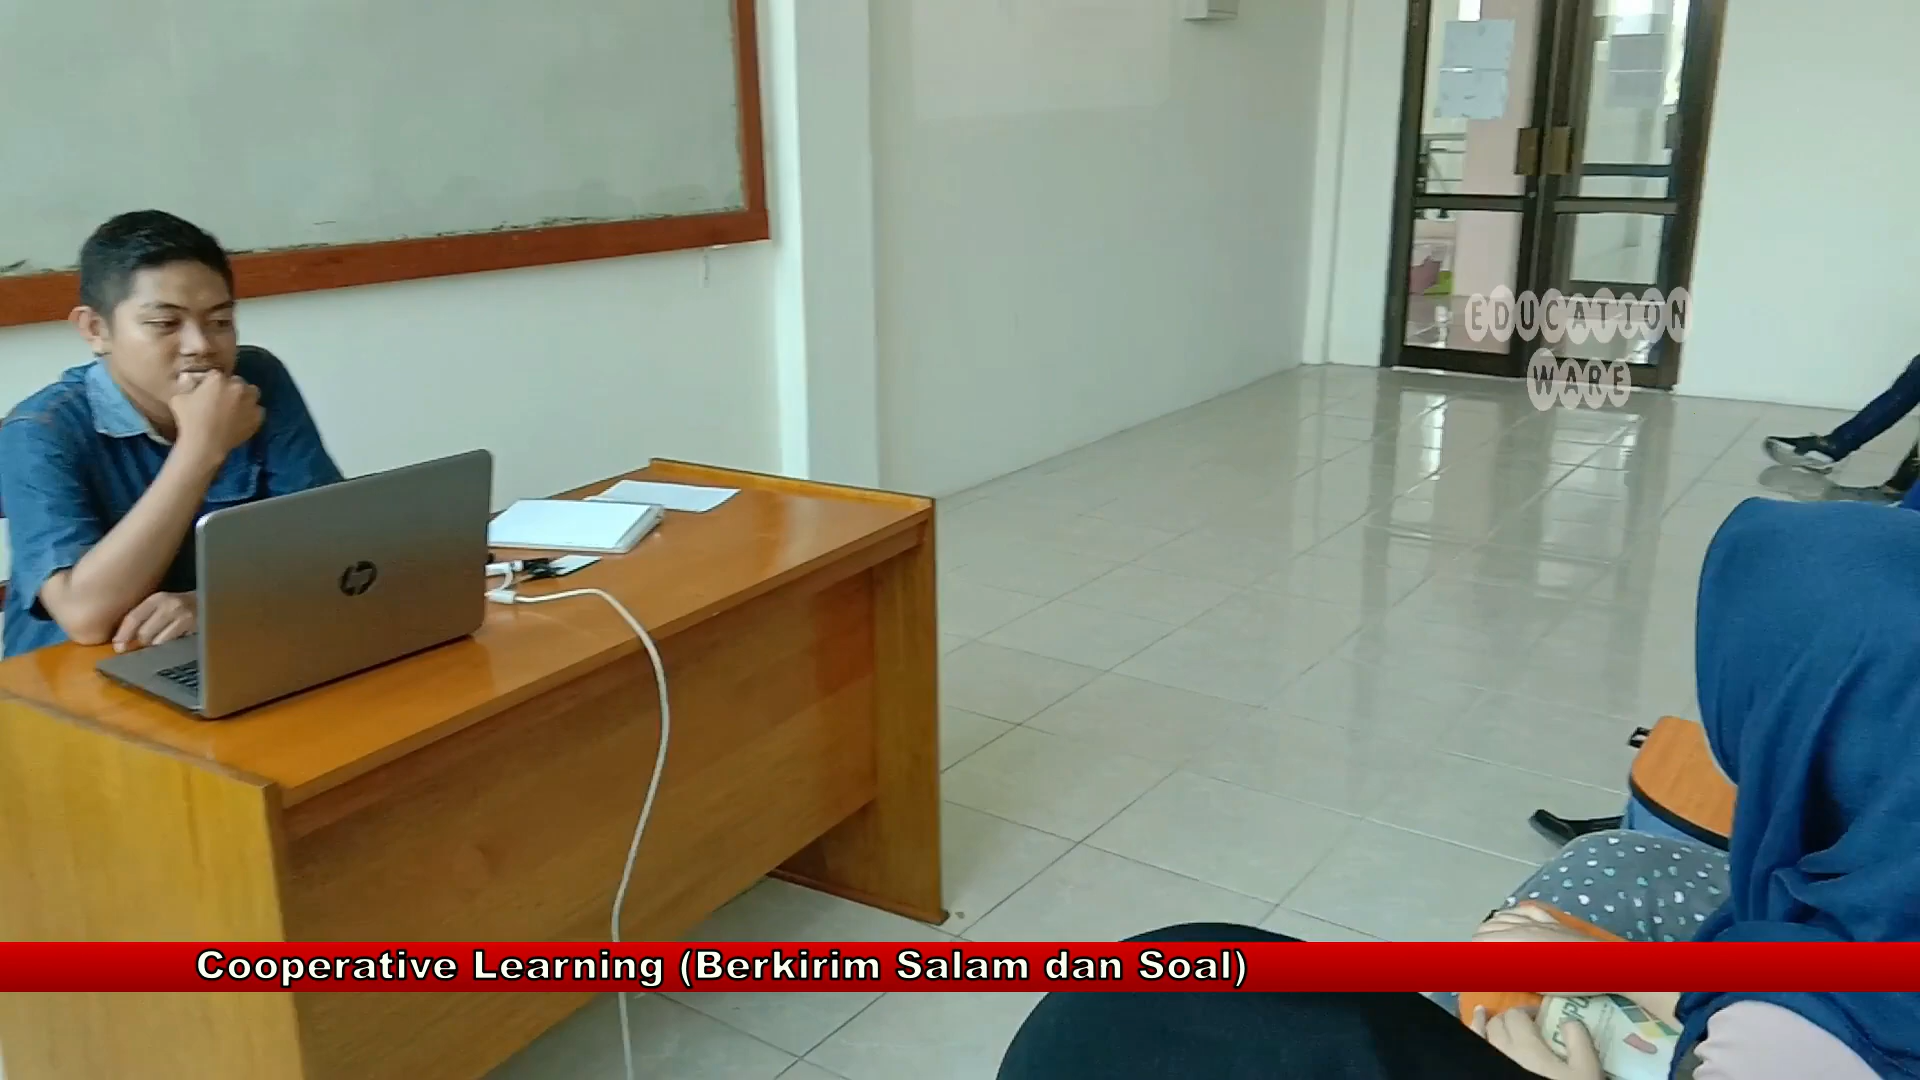 EDUCATION
WARE
hp
Cooperative Learning (Berkirim Salam dan Soal)